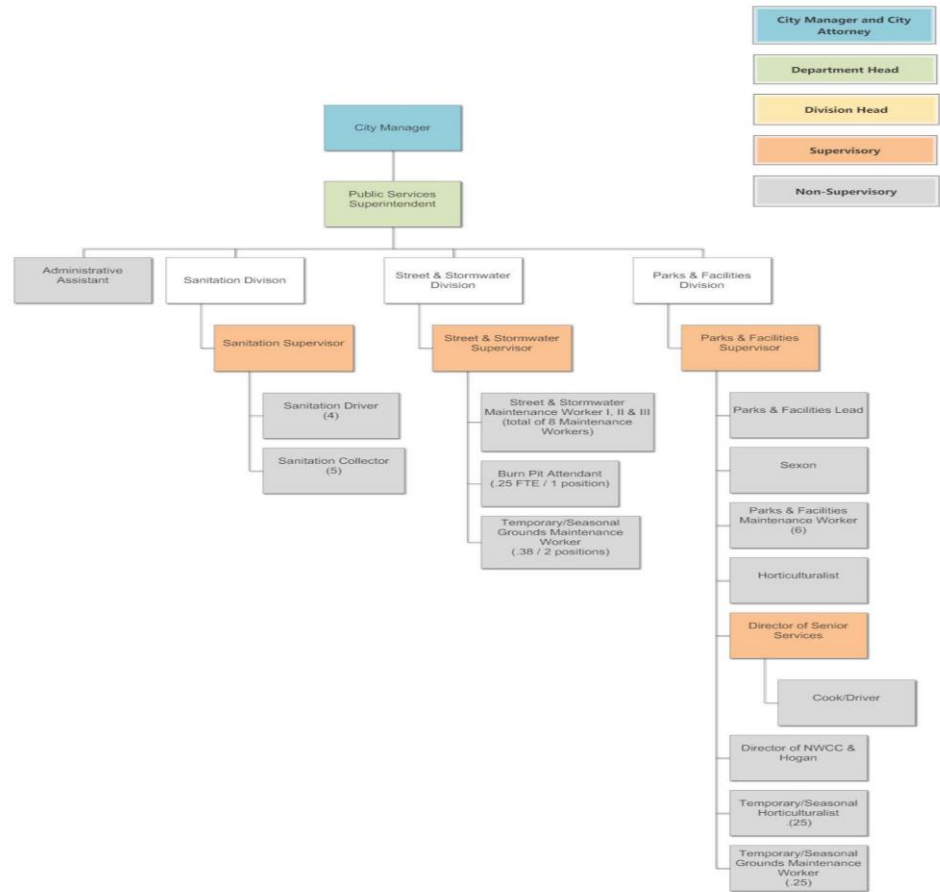 City Manager and City
Attorney
Department Head
Division Head
Supervisory
Non-Supervisory
City Manager
Public Services
Superintendent
Administrative
Assistant
Sanitation Divison
Street & Stormwater
Division
Parks & Facilities
Division
Sanitation Supervisor
Street & Stormwater
Supervisor
Parks & Facilities
Supervisor
Sanitation Driver
(4)
Sanitation Collector
(5)
Street & Stormwater
Maintenance Worker I, II & III
(total of 8 Maintenance
Workers)
Burn Pit Attendant
(.25 FTE / 1 position)
Temporary/Seasonal
Grounds Maintenance
Worker
(.38 / 2 positions)
Parks & Facilities Lead
Sexon
Parks & Facilities
Maintenance Worker
(6)
Horticulturalist
Director of Senior
Services
Cook/Driver
Director of NWCC &
Hogan
Temporary/Seasonal
Horticulturalist
.(25)
Temporary/Seasonal
Grounds Maintenance
Worker
(.25)